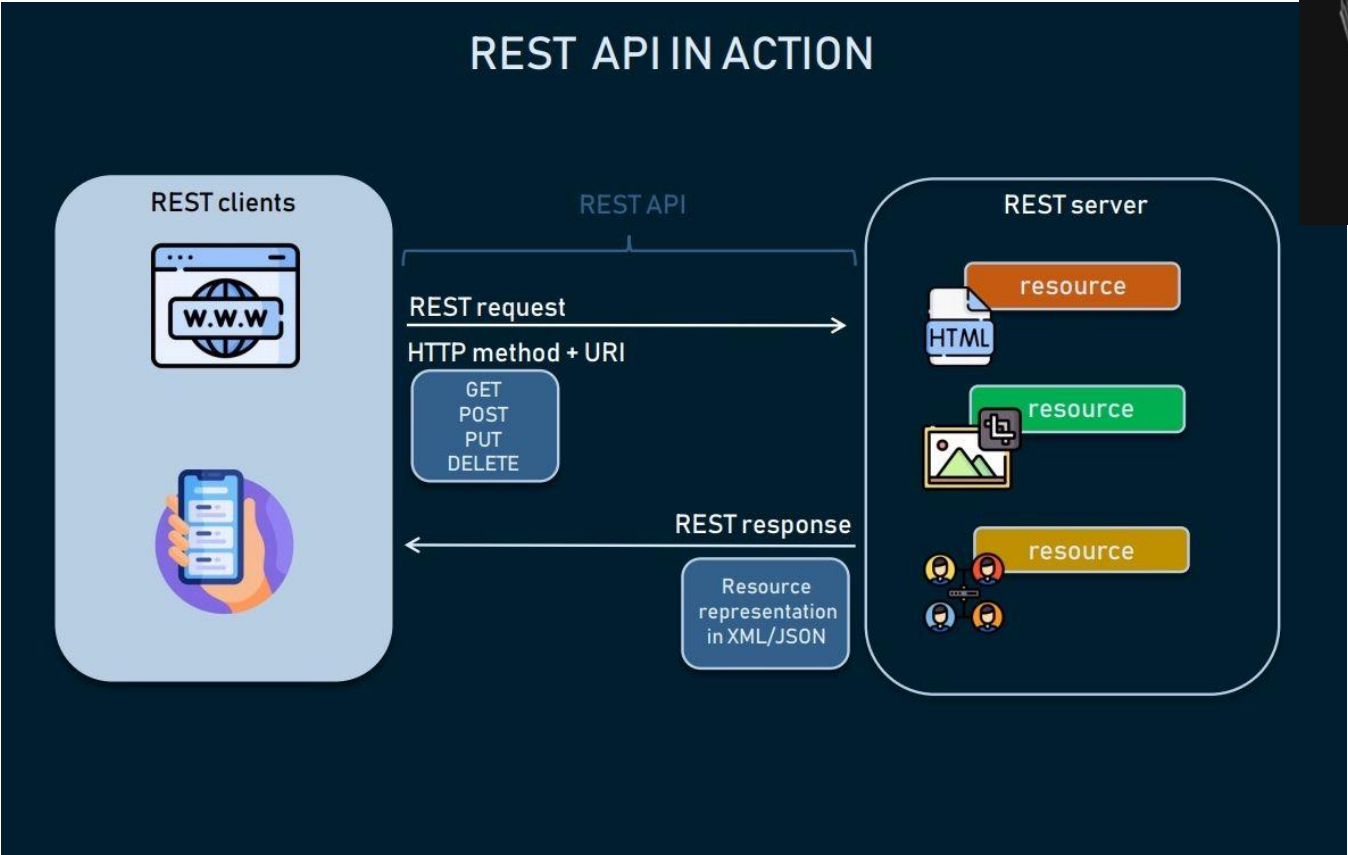 REST API IN ACTION
REST clients
W.W.W
REST API
REST request
HTTP method + URI
GET
POST
PUT
DELETE
REST response
Resource
representation
in XML/JSON
REST server
resource
HTML
resource
resource